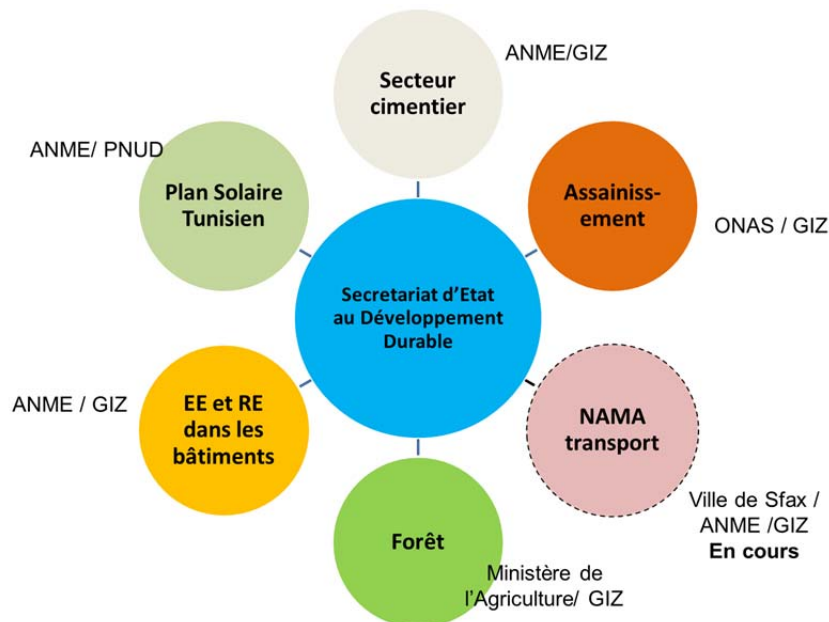 ANME/GIZ
Secteur
cimentier
ANME/ PNUD
Plan Solaire
Tunisien
Assainiss-
ement
ONAS / GIZ
Secretariat d’Etat
au Développement
Durable
ANME / GIZ
EE et RE
dans les
bâtiments
NAMA
transport
Ville de Sfax /
ANME /GIZ
En cours
Forêt
Ministère de
l’Agriculture/ GIZ